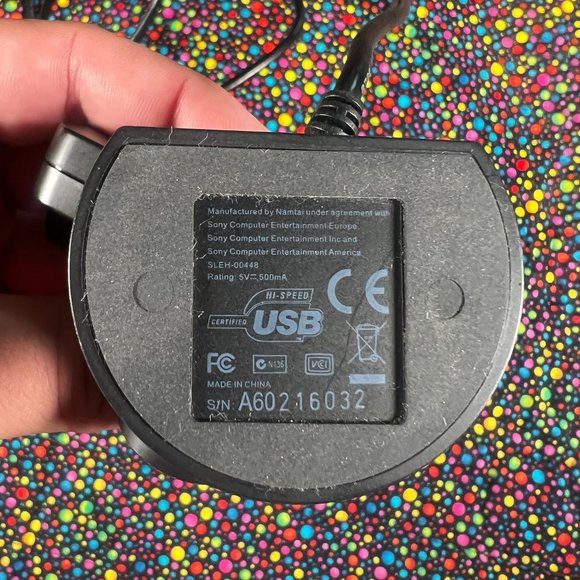 Manufactured by Namtai under agreement with
Sony Computer Entertainment Europe.
Sony Computer Entertainment Inc and
Sony Computer Entertainment America
SLEH-00448
Rating: 5V⎓500mA
HI-SPEED
CERTIFIED USB
CE
FC N136 VCI
MADE IN CHINA
S/N: A60216032